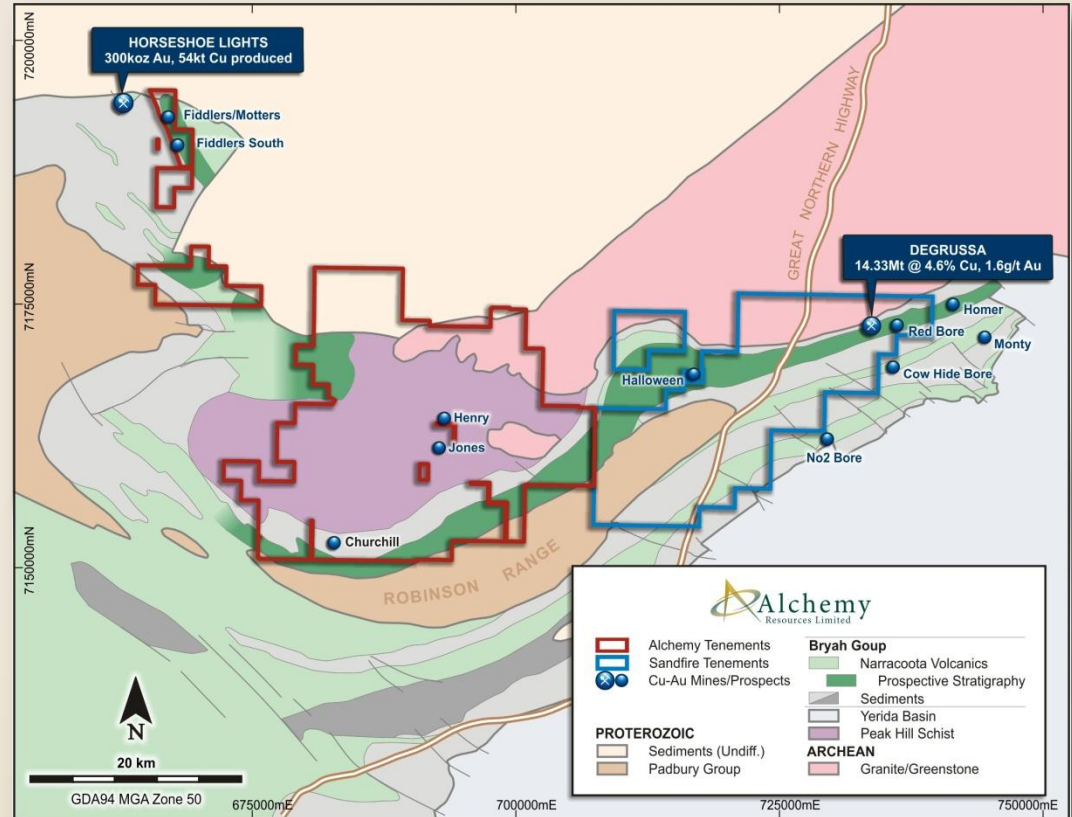 HORSESHOE LIGHTS
300koz Au, 54kt Cu produced
Fiddlers/Motters
Fiddlers South
GREAT NORTHERN HIGHWAY
DEGRUSSA
14.33Mt @ 4.6% Cu, 1.6g/t Au
Homer
Red Bore
Monty
Cow Hide Bore
Halloween
No2 Bore
Henry
Jones
Churchill
ROBINSON RANGE
7200000mN
7175000mN
7150000mN
N
20 km
GDA94 MGA Zone 50
675000mE
700000mE
725000mE
750000mE
Alchemy
Resources Limited
Alchemy Tenements
Sandfire Tenements
Cu-Au Mines/Prospects
PROTEROZOIC
Sediments (Undiff.)
Padbury Group
Bryah Goup
Narracoota Volcanics
Prospective Stratigraphy
Sediments
Yerida Basin
Peak Hill Schist
ARCHEAN
Granite/Greenstone